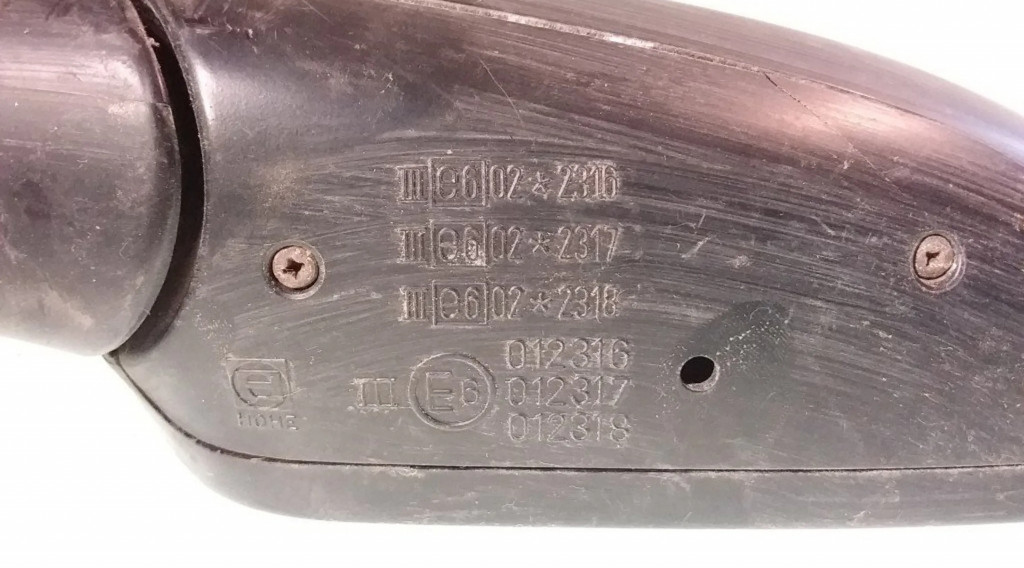 III e6 02 * 2316
III e6 02 * 2317
III e6 02 * 2318
012316
III E6 012317
012318
HOHE